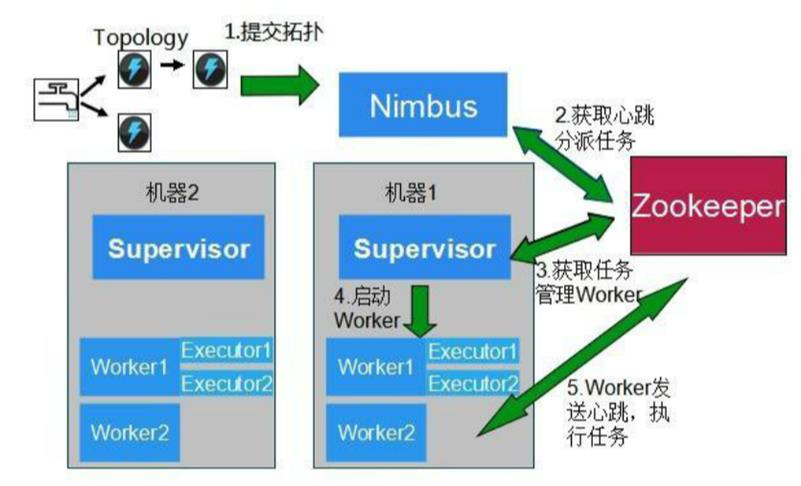 Topology
1.提交拓扑
Nimbus
2.获取心跳
分派任务
Zookeeper
机器2
Supervisor
Worker1
Executor1
Executor2
Worker2
机器1
Supervisor
3.获取任务
管理Worker
4.启动
Worker
Worker1
Executor1
Executor2
Worker2
5.Worker发
送心跳，执
行任务